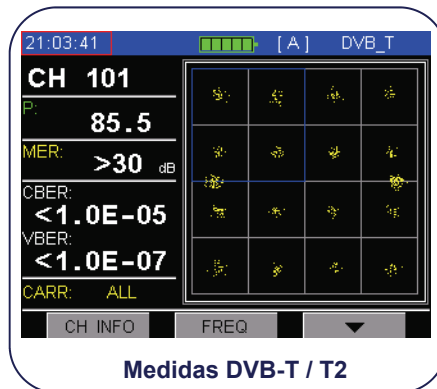 21:03:41 [ A ] DVB_T
CH 101
P:
85.5
MER:
>30 dB
CBER:
<1.0E-05
VBER:
<1.0E-07
CARR: ALL
CH INFO FREQ
Medidas DVB-T / T2